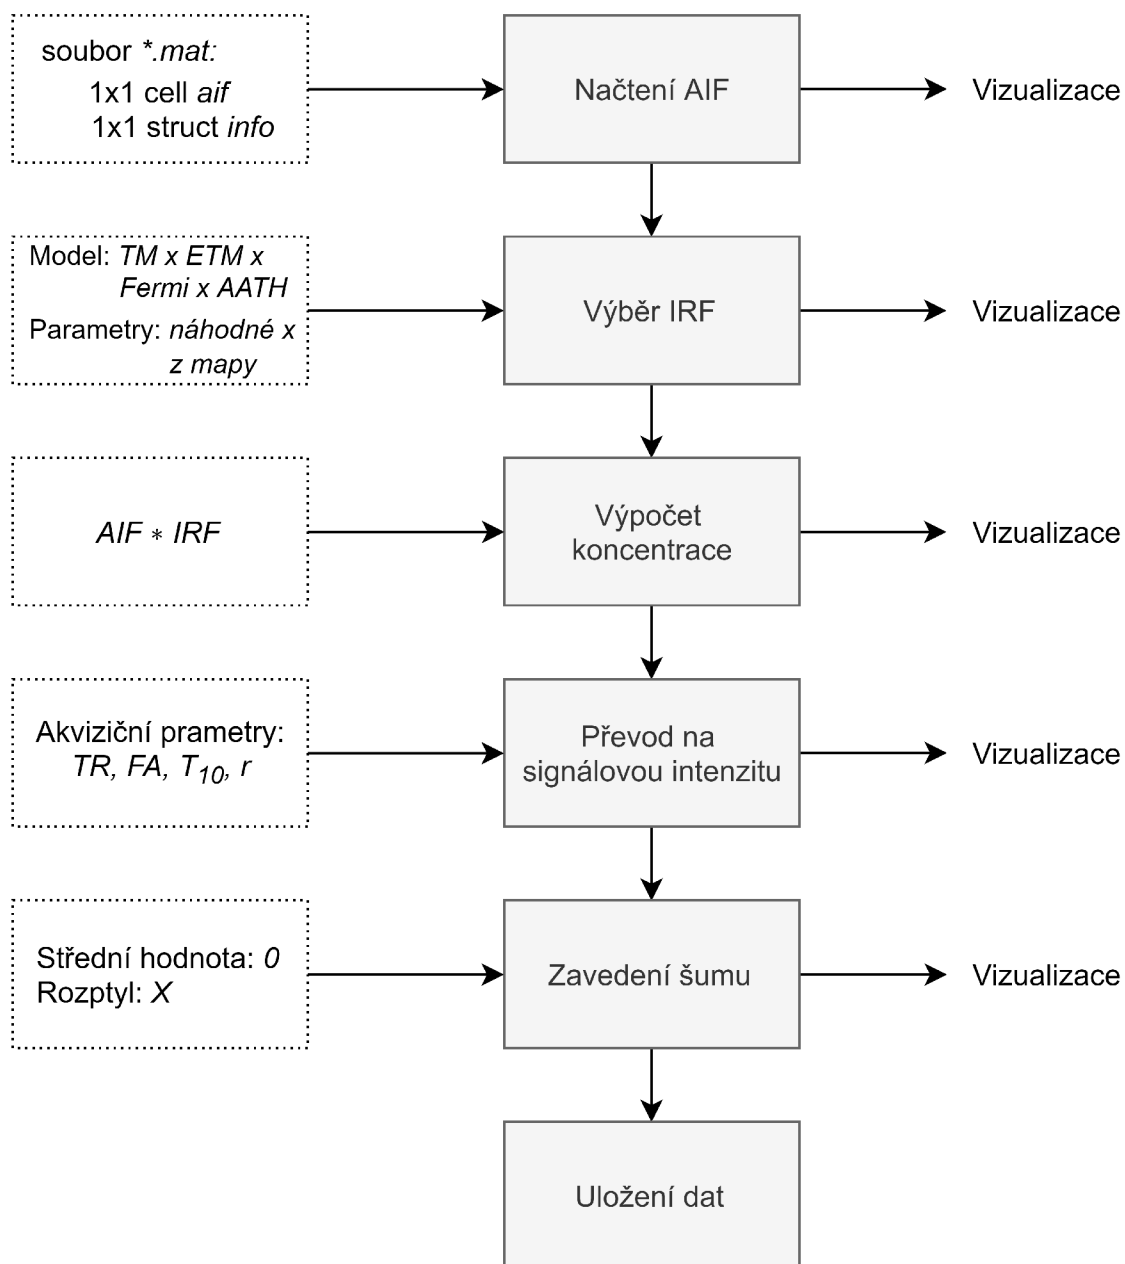 soubor *.mat:
1x1 cell aif
1x1 struct info
Načtení AIF
Vizualizace
Model: TM x ETM x
Fermi x AATH
Parametry: náhodné x
z mapy
Výběr IRF
Vizualizace
AIF * IRF
Výpočet
koncentrace
Vizualizace
Akviziční prametry:
TR, FA, T10, r
Převod na
signálovou intenzitu
Vizualizace
Střední hodnota: 0
Rozptyl: X
Zavedení šumu
Vizualizace
Uložení dat